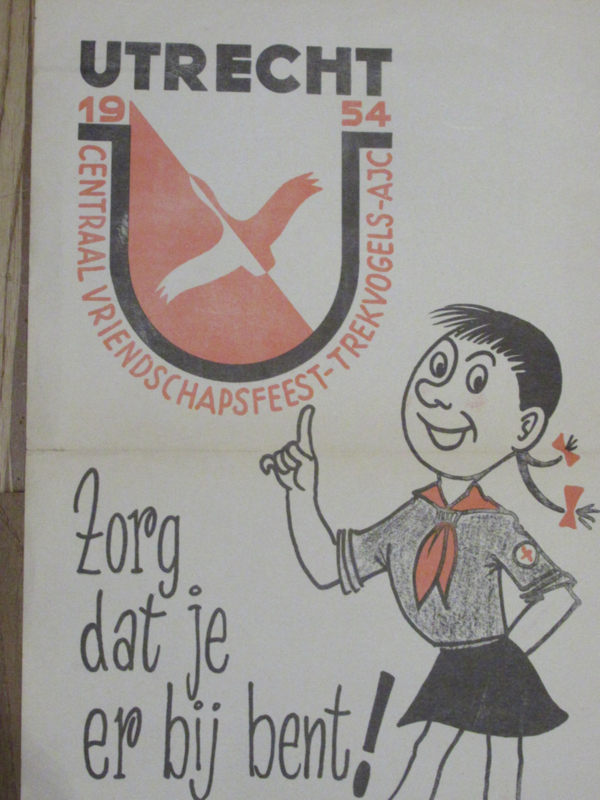 UTRECHT
19 54
CENTRAAL VRIENDSCHAPSFEEST-TREKVOGELS-AJC
Zorg
dat je
er bij bent!